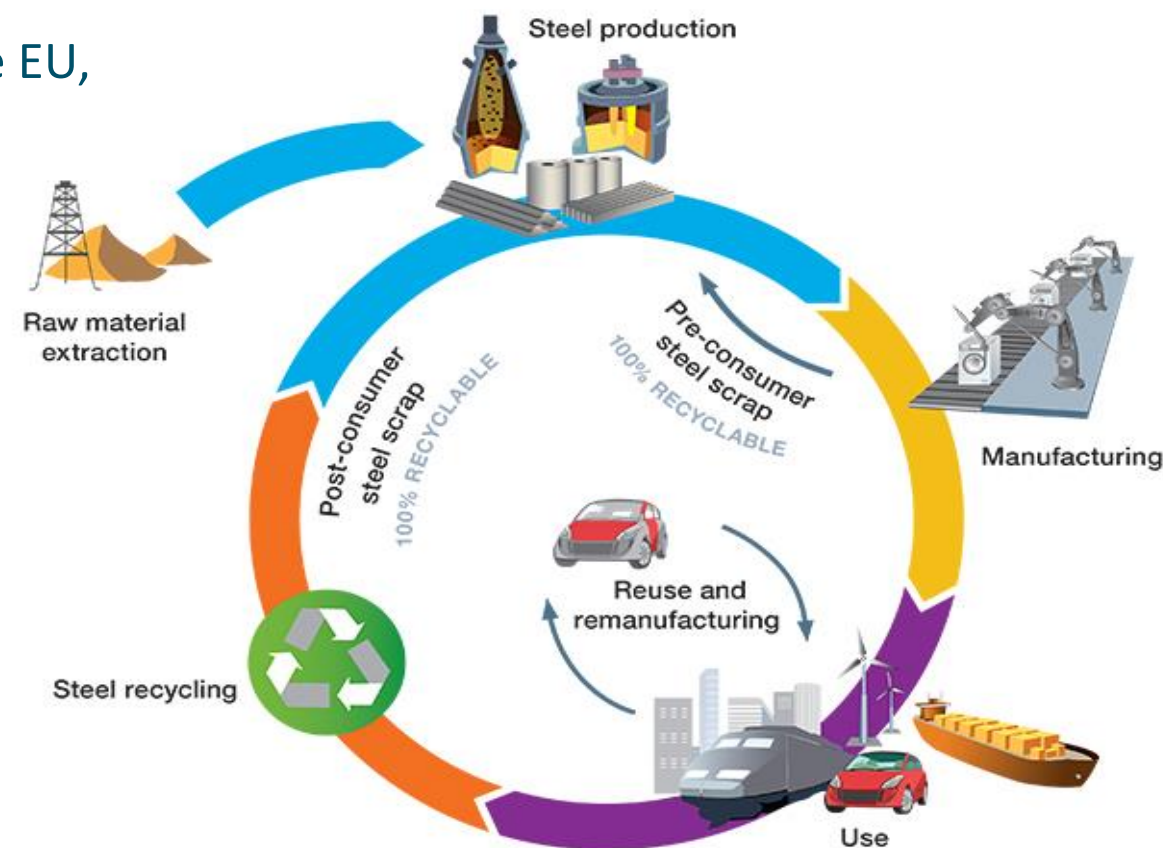 e EU,
Steel production
Raw material
extraction
Pre-consumer
steel scrap
100% RECYCLABLE
Post-consumer
steel scrap
100% RECYCLABLE
Manufacturing
Reuse and
remanufacturing
Steel recycling
Use